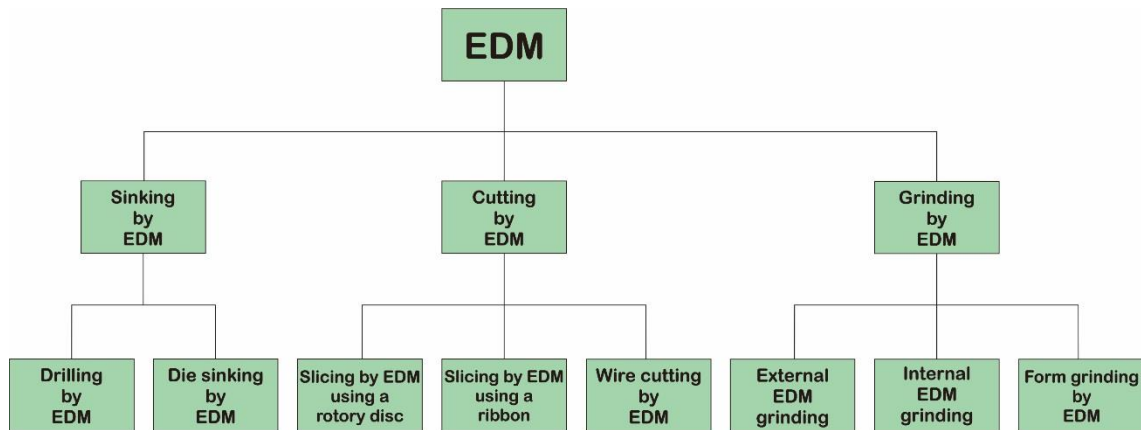 EDM
Sinking
by
EDM
Cutting
by
EDM
Grinding
by
EDM
Drilling
by
EDM
Die sinking
by
EDM
Slicing by EDM
using a
rotory disc
Slicing by EDM
using a
ribbon
Wire cutting
by
EDM
External
EDM
grinding
Internal
EDM
grinding
Form grinding
by
EDM